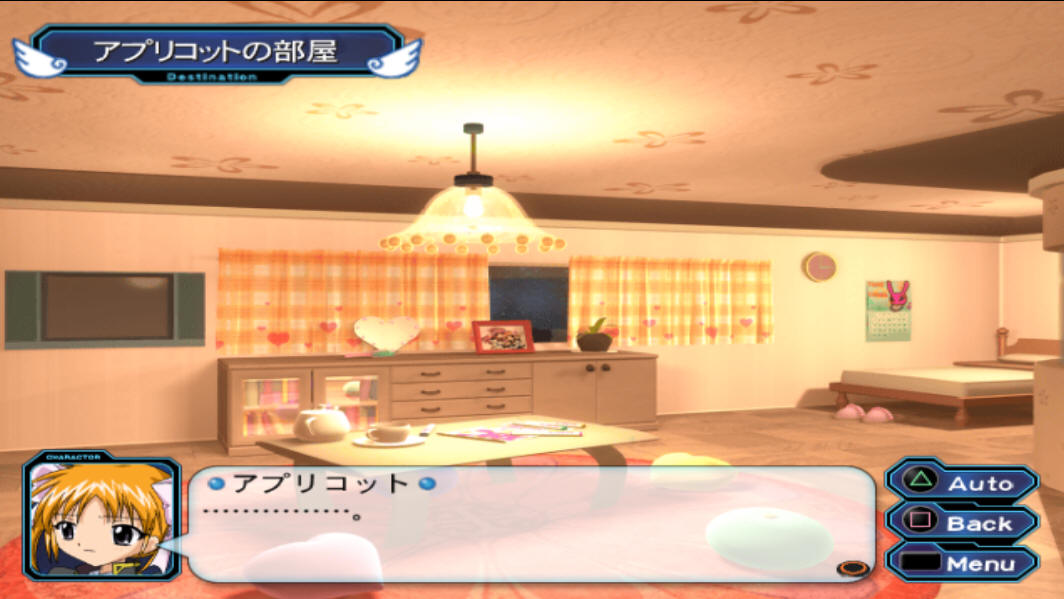 アプリコットの部屋
Destination
CHARACTOR
アプリコット
……………。
Auto
Back
Menu